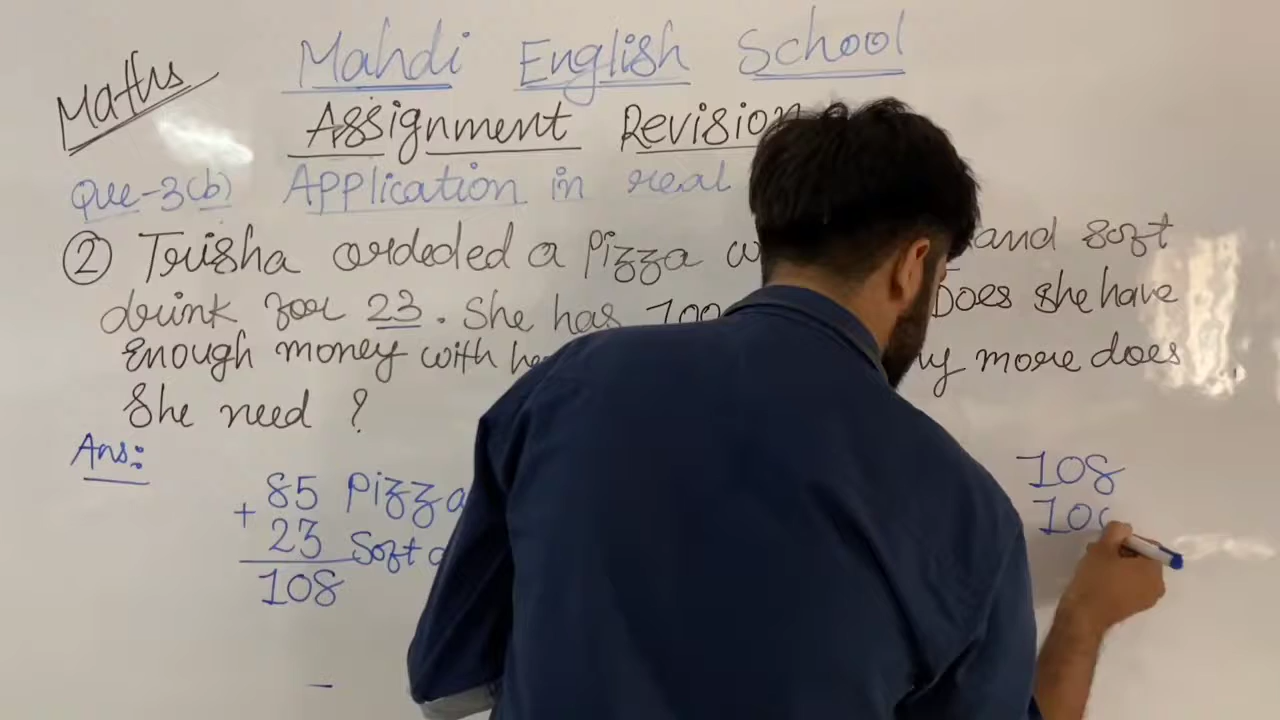 Maths
Mahdi English School
Assignment Revision
Que-3(b) Application in real
② Trisha ordeded a Pizza and soft
drink for 23. She has 100 Does she have
Enough money with more does
She need ?
Ans:
85 Pizza
+ 23 Soft
108
108
10